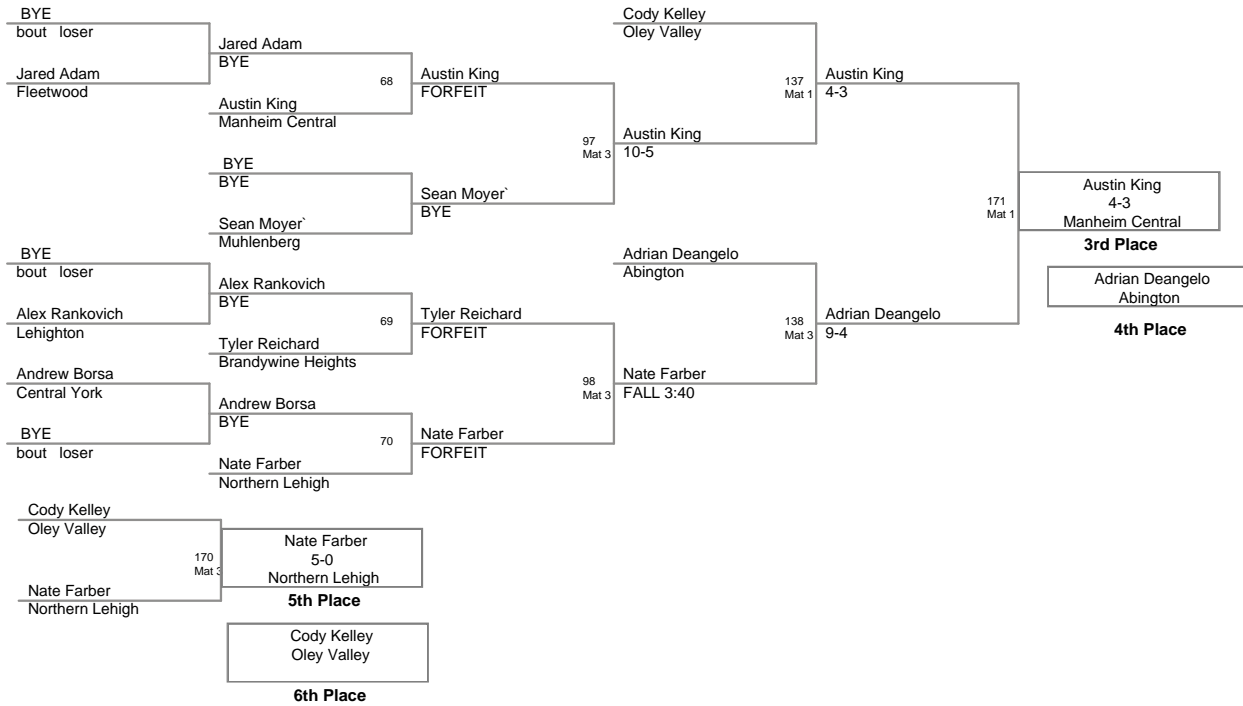 BYE
bout loser
Jared Adam
Fleetwood
Jared Adam
BYE
Austin King
Manheim Central
68
Austin King
FORFEIT
BYE
BYE
Sean Moyer`
Muhlenberg
Sean Moyer`
BYE
97
Mat 3
Austin King
10-5
Cody Kelley
Oley Valley
137
Mat 1
Austin King
4-3
BYE
bout loser
Alex Rankovich
Lehighton
Alex Rankovich
BYE
Tyler Reichard
Brandywine Heights
69
Tyler Reichard
FORFEIT
Andrew Borsa
Central York
BYE
bout loser
Andrew Borsa
BYE
Nate Farber
Northern Lehigh
70
Nate Farber
FORFEIT
98
Mat 3
Nate Farber
FALL 3:40
Adrian Deangelo
Abington
138
Mat 3
Adrian Deangelo
9-4
171
Mat 1
Austin King
4-3
Manheim Central
3rd Place
Adrian Deangelo
Abington
4th Place
Cody Kelley
Oley Valley
Nate Farber
Northern Lehigh
170
Mat 3
Nate Farber
5-0
Northern Lehigh
5th Place
Cody Kelley
Oley Valley
6th Place